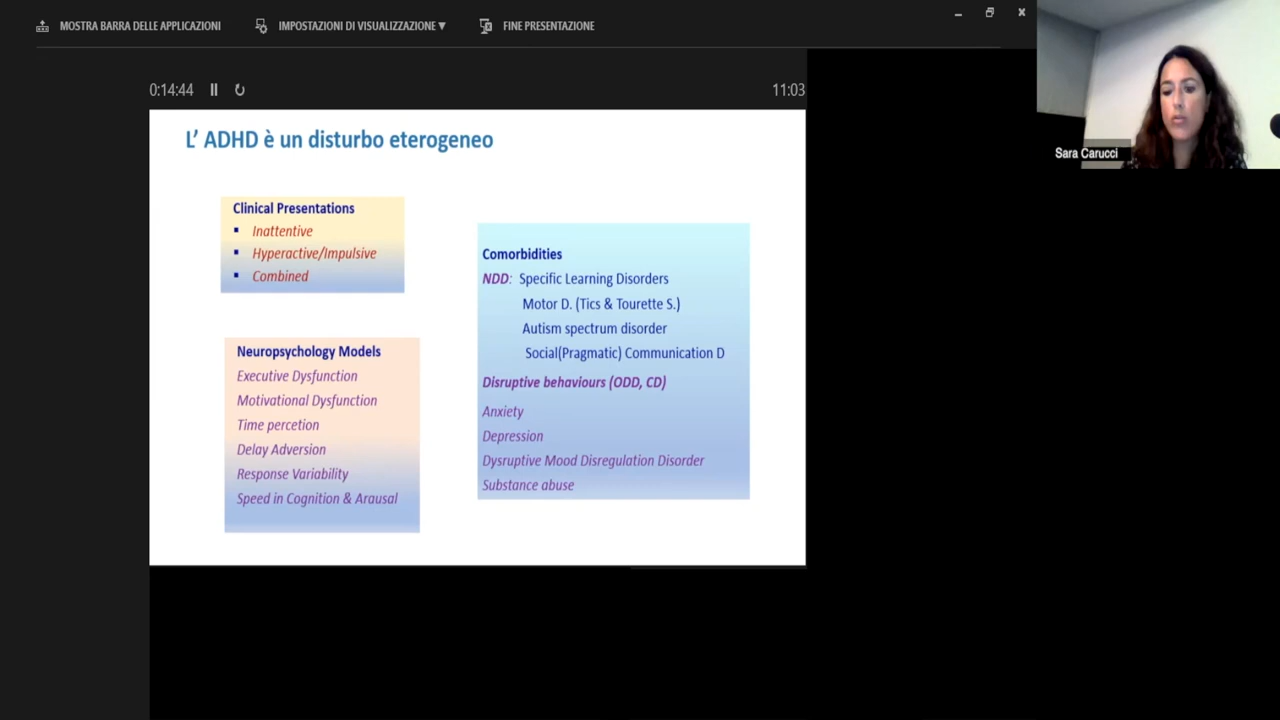 MOSTRA BARRA DELLE APPLICAZIONI
IMPOSTAZIONI DI VISUALIZZAZIONE ▼
FINE PRESENTAZIONE
0:14:44
11:03
L’ ADHD è un disturbo eterogeneo
Clinical Presentations
▪ Inattentive
▪ Hyperactive/Impulsive
▪ Combined
Neuropsychology Models
Executive Dysfunction
Motivational Dysfunction
Time percetion
Delay Adversion
Response Variability
Speed in Cognition & Arausal
Comorbidities
NDD: Specific Learning Disorders
Motor D. (Tics & Tourette S.)
Autism spectrum disorder
Social(Pragmatic) Communication D
Disruptive behaviours (ODD, CD)
Anxiety
Depression
Dysruptive Mood Disregulation Disorder
Substance abuse
Sara Carucci